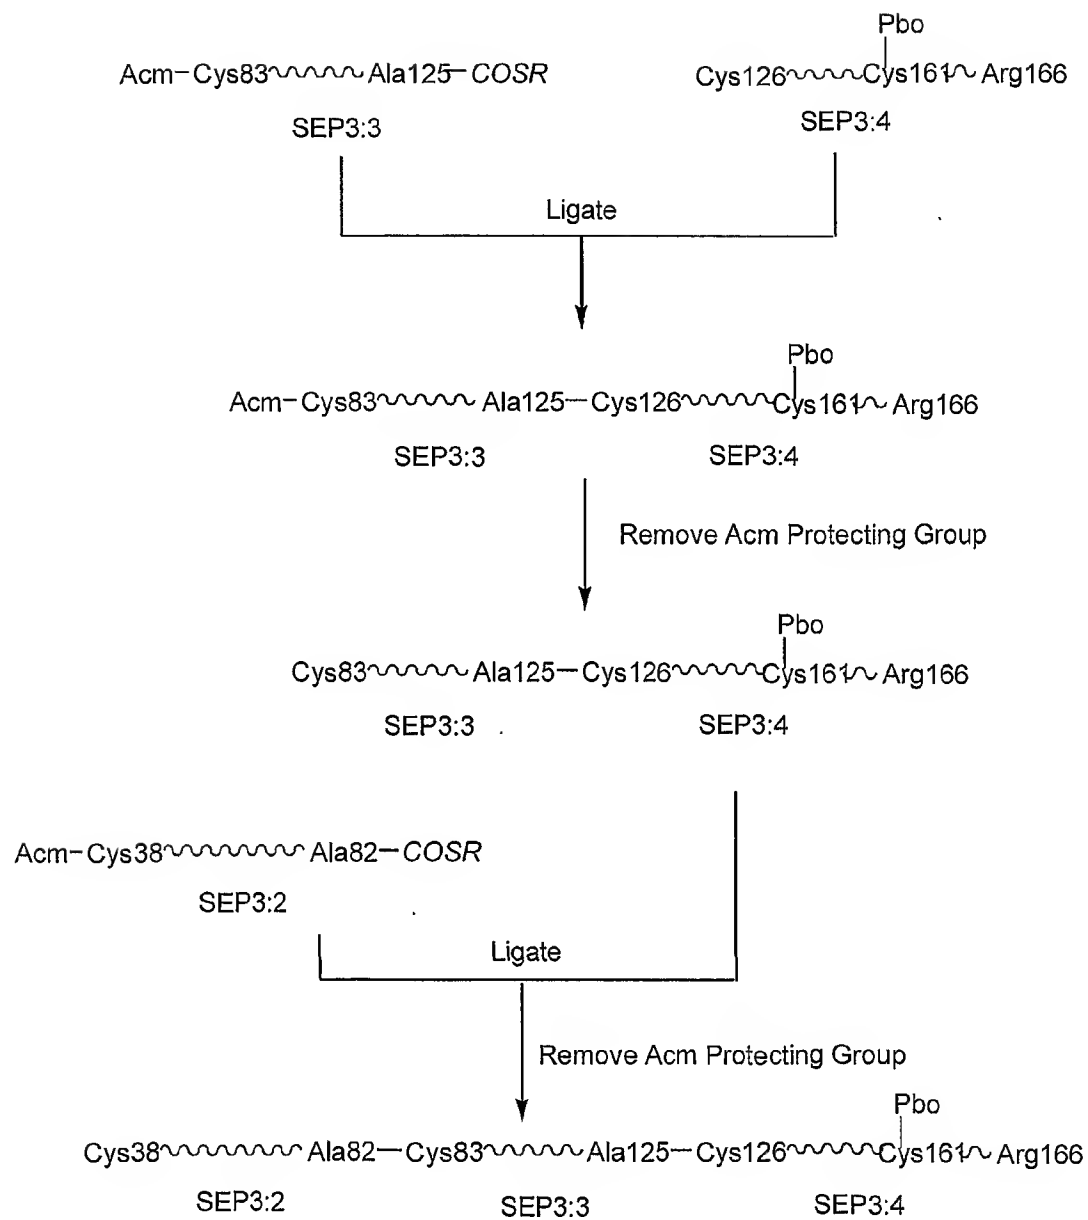 Pbo
Acm–Cys83 Ala125–COSR Cys126 Cys161 Arg166
SEP3:3 SEP3:4
Ligate
Pbo
Acm–Cys83 Ala125–Cys126 Cys161 Arg166
SEP3:3 SEP3:4
Remove Acm Protecting Group
Pbo
Cys83 Ala125–Cys126 Cys161 Arg166
SEP3:3 SEP3:4
Acm–Cys38 Ala82–COSR
SEP3:2
Ligate
Remove Acm Protecting Group
Pbo
Cys38 Ala82–Cys83 Ala125–Cys126 Cys161 Arg166
SEP3:2 SEP3:3 SEP3:4